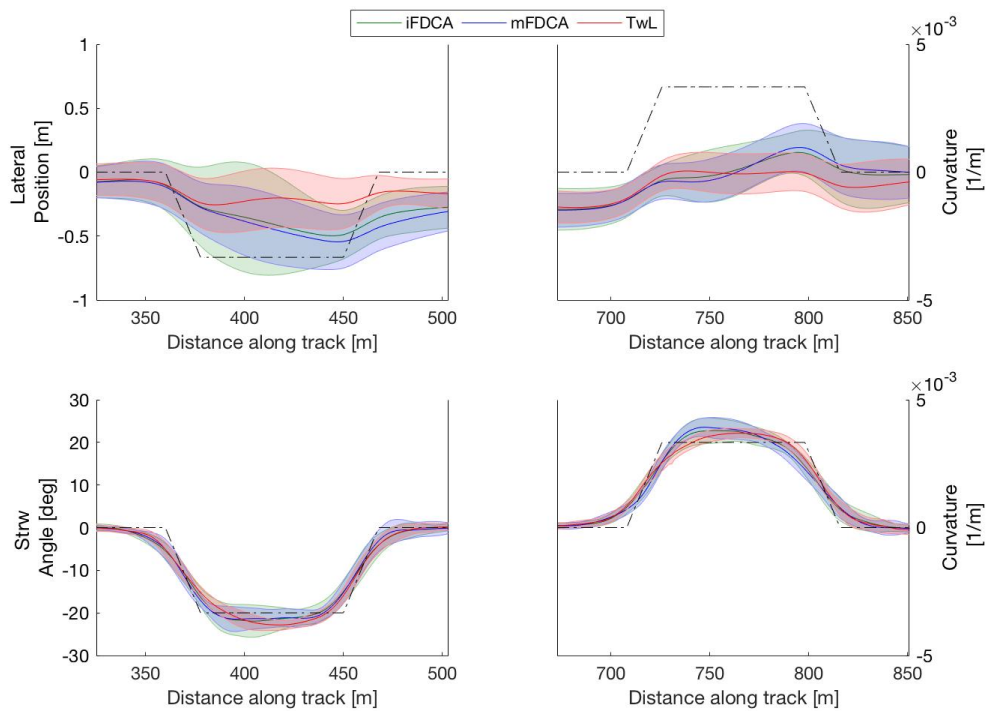 iFDCA mFDCA TwL
×10⁻³
1
0.5
0
-0.5
-1
Lateral
Position [m]
350 400 450 500
Distance along track [m]
5
0
-5
Curvature
[1/m]
700 750 800 850
Distance along track [m]
×10⁻³
30
20
10
0
-10
-20
-30
Strw
Angle [deg]
350 400 450 500
Distance along track [m]
5
0
-5
Curvature
[1/m]
700 750 800 850
Distance along track [m]